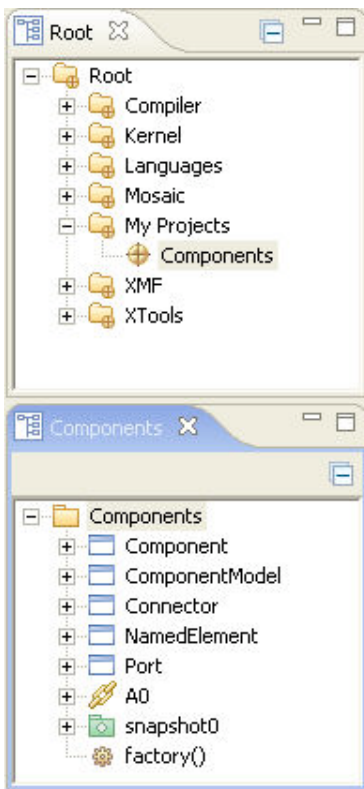 Root
Root
Compiler
Kernel
Languages
Mosaic
My Projects
Components
XMF
XTools
Components
Components
Component
ComponentModel
Connector
NamedElement
Port
A0
snapshot0
factory()